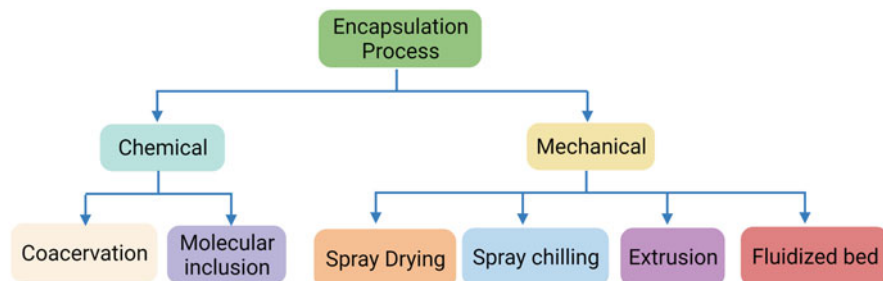 Encapsulation
Process
Chemical
Mechanical
Coacervation
Molecular
inclusion
Spray Drying
Spray chilling
Extrusion
Fluidized bed